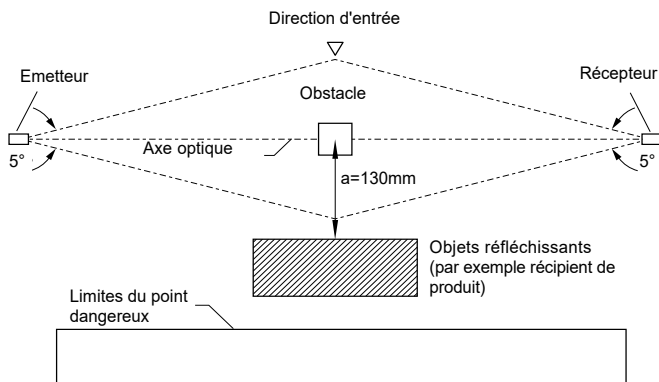 Direction d'entrée
Emetteur
Récepteur
Obstacle
5°
Axe optique
5°
a=130mm
Objets réfléchissants
(par exemple récipient de
produit)
Limites du point
dangereux